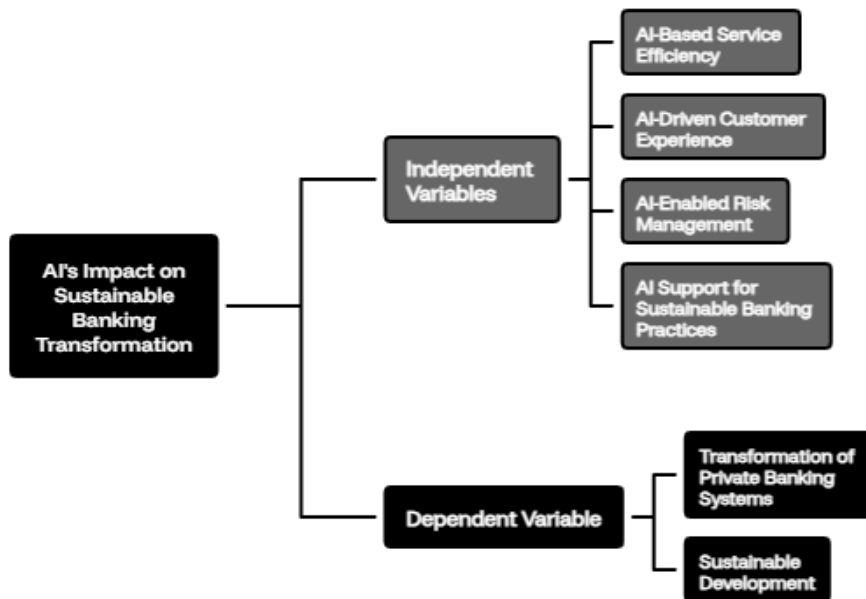 AI-Based Service
Efficiency
AI-Driven Customer
Experience
Independent
Variables
AI-Enabled Risk
Management
AI's Impact on
Sustainable
Banking
Transformation
AI Support for
Sustainable Banking
Practices
Transformation of
Private Banking
Systems
Dependent Variable
Sustainable
Development